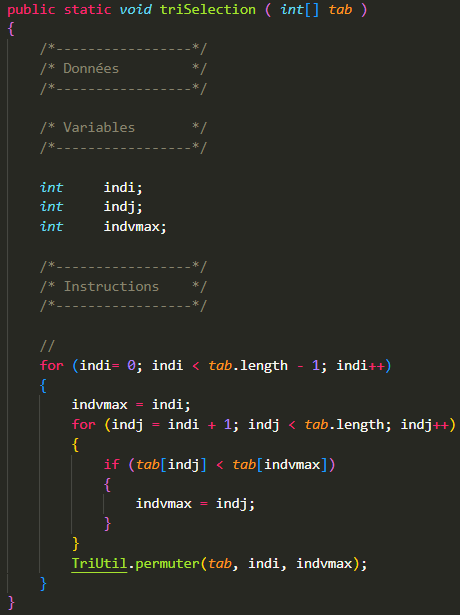 public static void triSelection ( int[] tab )
{
/*-----------------*/
/* Données         */
/*-----------------*/
/* Variables       */
/*-----------------*/
int     indi;
int     indj;
int     indvmax;
/*-----------------*/
/* Instructions    */
/*-----------------*/
//
for (indi= 0; indi < tab.length - 1; indi++)
{
indvmax = indi;
for (indj = indi + 1; indj < tab.length; indj++)
{
if (tab[indj] < tab[indvmax])
{
indvmax = indj;
}
}
TriUtil.permuter(tab, indi, indvmax);
}
}